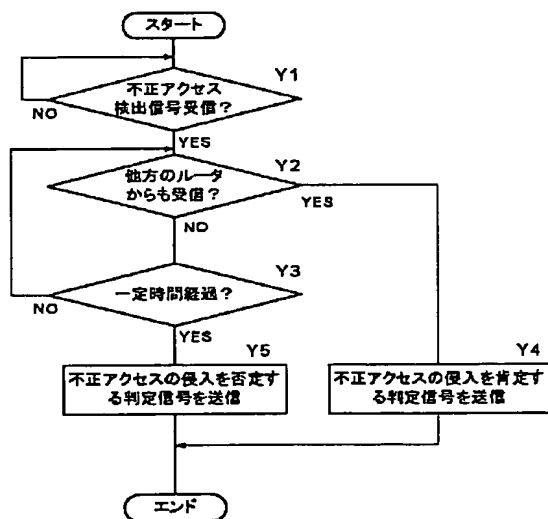 スタート
Y1
不正アクセス
検出信号受信？
NO
YES
Y2
他方のルータ
からも受信？
YES
NO
Y3
一定時間経過？
NO
YES
Y5
不正アクセスの侵入を否定す
る判定信号を送信
Y4
不正アクセスの侵入を肯定す
る判定信号を送信
エンド